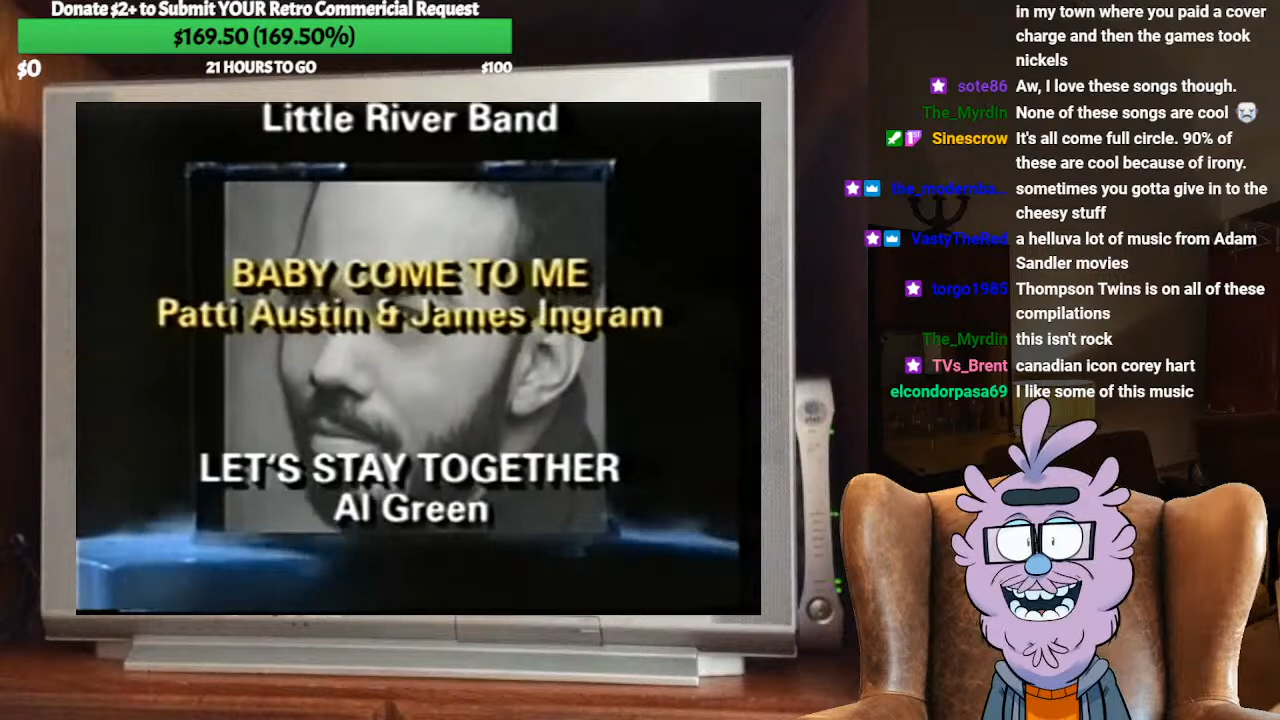 Donate $2+ to Submit YOUR Retro Commericial Request
$169.50 (169.50%)
$0
21 HOURS TO GO
$100
Little River Band
BABY COME TO ME
Patti Austin & James Ingram
LET'S STAY TOGETHER
Al Green
in my town where you paid a cover
charge and then the games took
nickels
sote86 Aw, I love these songs though.
The_Myrdin None of these songs are cool
Sinescrow It's all come full circle. 90% of
these are cool because of irony.
the_modernba... sometimes you gotta give in to the
cheesy stuff
VastyTheRed a helluva lot of music from Adam
Sandler movies
torgo1985 Thompson Twins is on all of these
compilations
The_Myrdin this isn't rock
TVs_Brent canadian icon corey hart
elcondorpasa69 I like some of this music